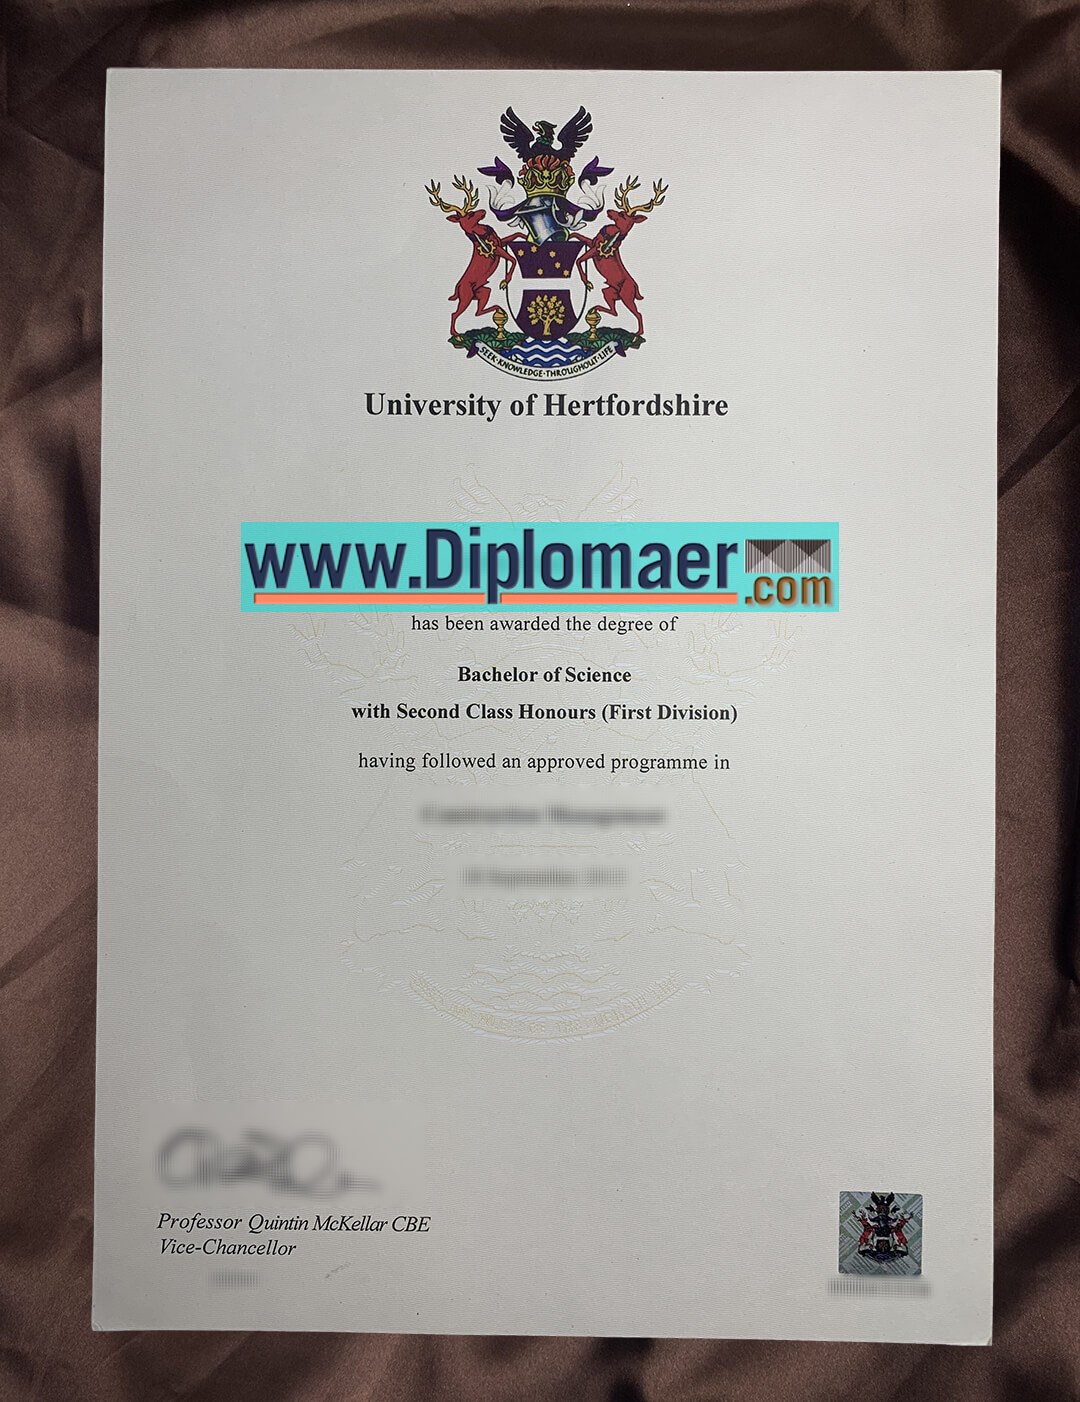 SEEK·KNOWLEDGE·THROUGHOUT·LIFE
University of Hertfordshire
www.Diplomaer.com
has been awarded the degree of
Bachelor of Science
with Second Class Honours (First Division)
having followed an approved programme in
Professor Quintin McKellar CBE
Vice-Chancellor